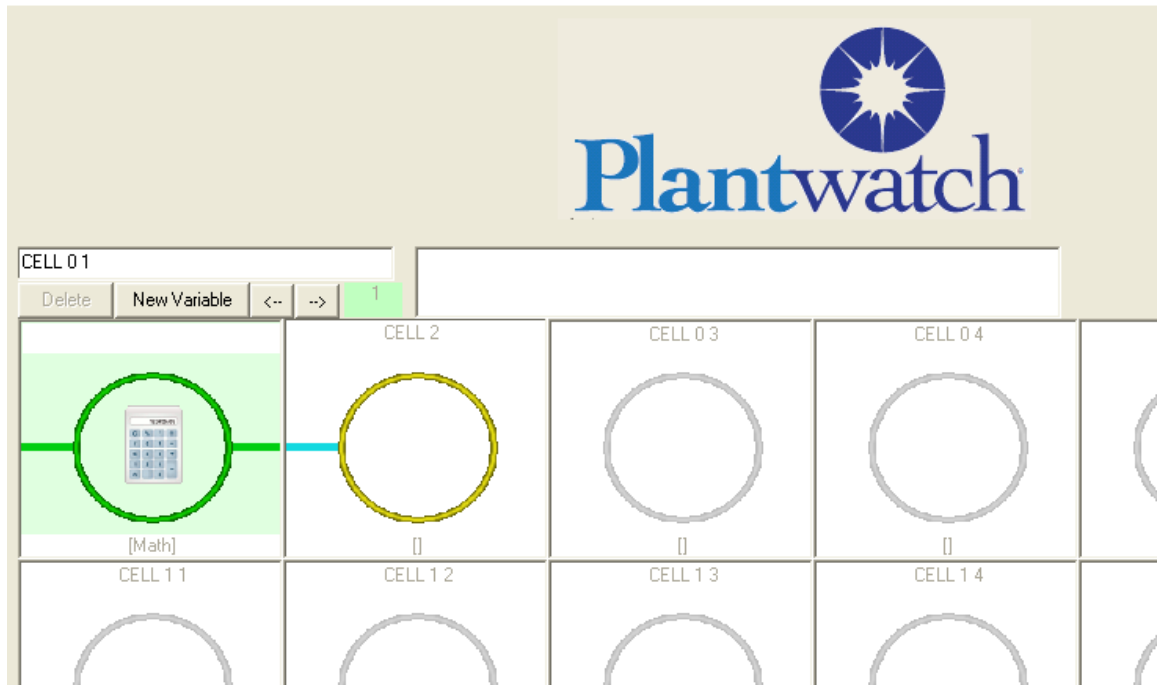 Plantwatch
CELL 0 1
Delete New Variable <-- --> 1
CELL 2 CELL 0 3 CELL 0 4
[Math] [] [] []
CELL 1 1 CELL 1 2 CELL 1 3 CELL 1 4